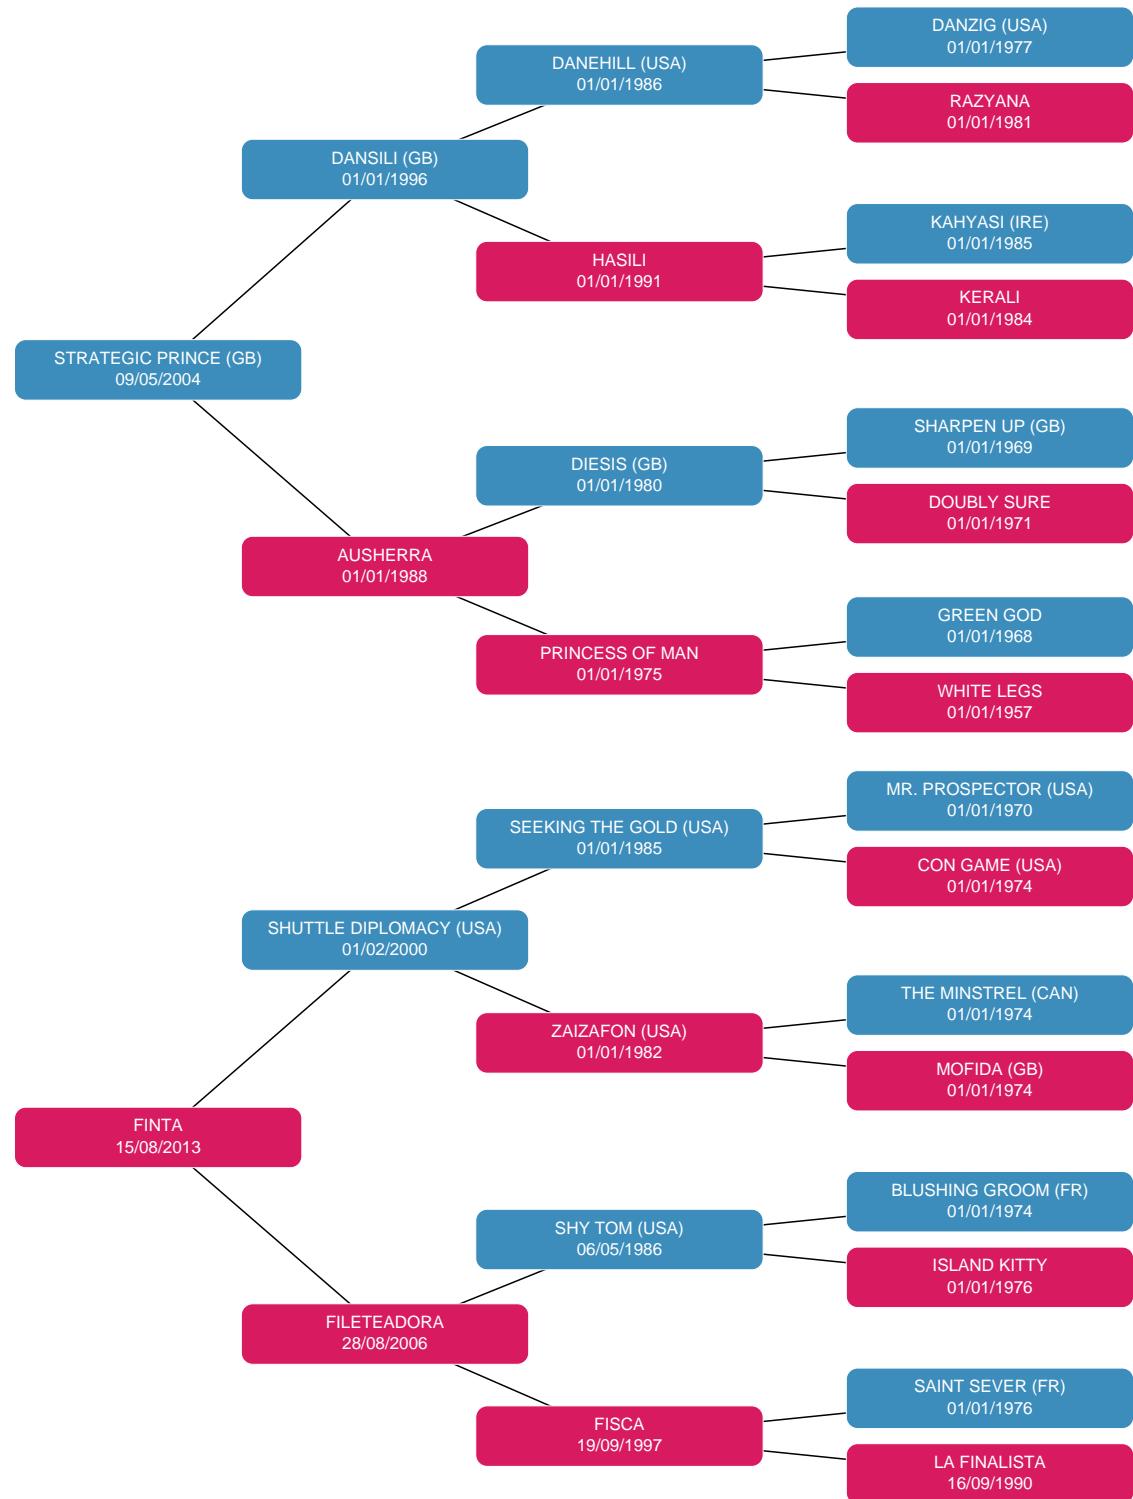 DANZIG (USA)
01/01/1977
DANEHILL (USA)
01/01/1986
RAZYANA
01/01/1981
DANSILI (GB)
01/01/1996
KAHYASI (IRE)
01/01/1985
HASILI
01/01/1991
KERALI
01/01/1984
STRATEGIC PRINCE (GB)
09/05/2004
SHARPEN UP (GB)
01/01/1969
DIESIS (GB)
01/01/1980
DOUBLY SURE
01/01/1971
AUSHERRA
01/01/1988
GREEN GOD
01/01/1968
PRINCESS OF MAN
01/01/1975
WHITE LEGS
01/01/1957
MR. PROSPECTOR (USA)
01/01/1970
SEEKING THE GOLD (USA)
01/01/1985
CON GAME (USA)
01/01/1974
SHUTTLE DIPLOMACY (USA)
01/02/2000
THE MINSTREL (CAN)
01/01/1974
ZAIZAFON (USA)
01/01/1982
MOFIDA (GB)
01/01/1974
FINTA
15/08/2013
BLUSHING GROOM (FR)
01/01/1974
SHY TOM (USA)
06/05/1986
ISLAND KITTY
01/01/1976
FILETEADORA
28/08/2006
SAINT SEVER (FR)
01/01/1976
FISCA
19/09/1997
LA FINALISTA
16/09/1990